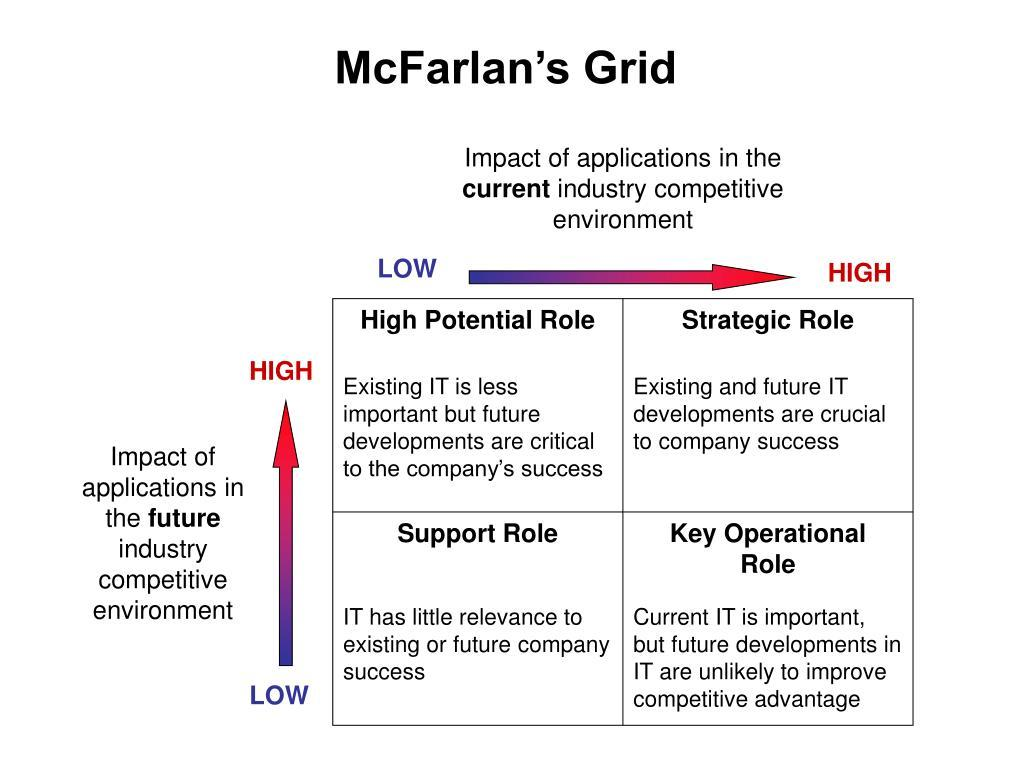 McFarlan’s Grid
Impact of applications in the
current industry competitive
environment
LOW
HIGH
High Potential Role
Existing IT is less
important but future
developments are critical
to the company’s success
Strategic Role
Existing and future IT
developments are crucial
to company success
HIGH
Impact of
applications in
the future
industry
competitive
environment
LOW
Support Role
IT has little relevance to
existing or future company
success
Key Operational
Role
Current IT is important,
but future developments in
IT are unlikely to improve
competitive advantage